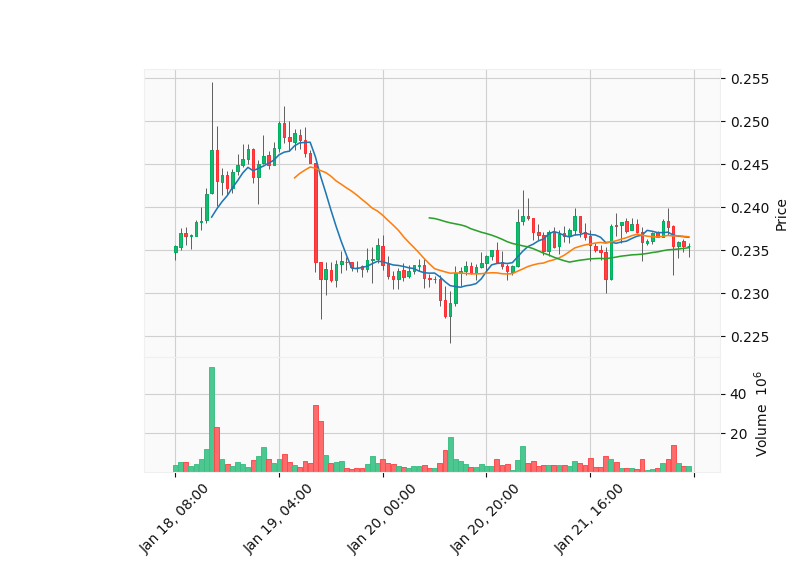 0.255
0.250
0.245
0.240
0.235
0.230
0.225
Price
40
20
Volume 10^6
Jan 18, 08:00
Jan 19, 04:00
Jan 20, 00:00
Jan 20, 20:00
Jan 21, 16:00